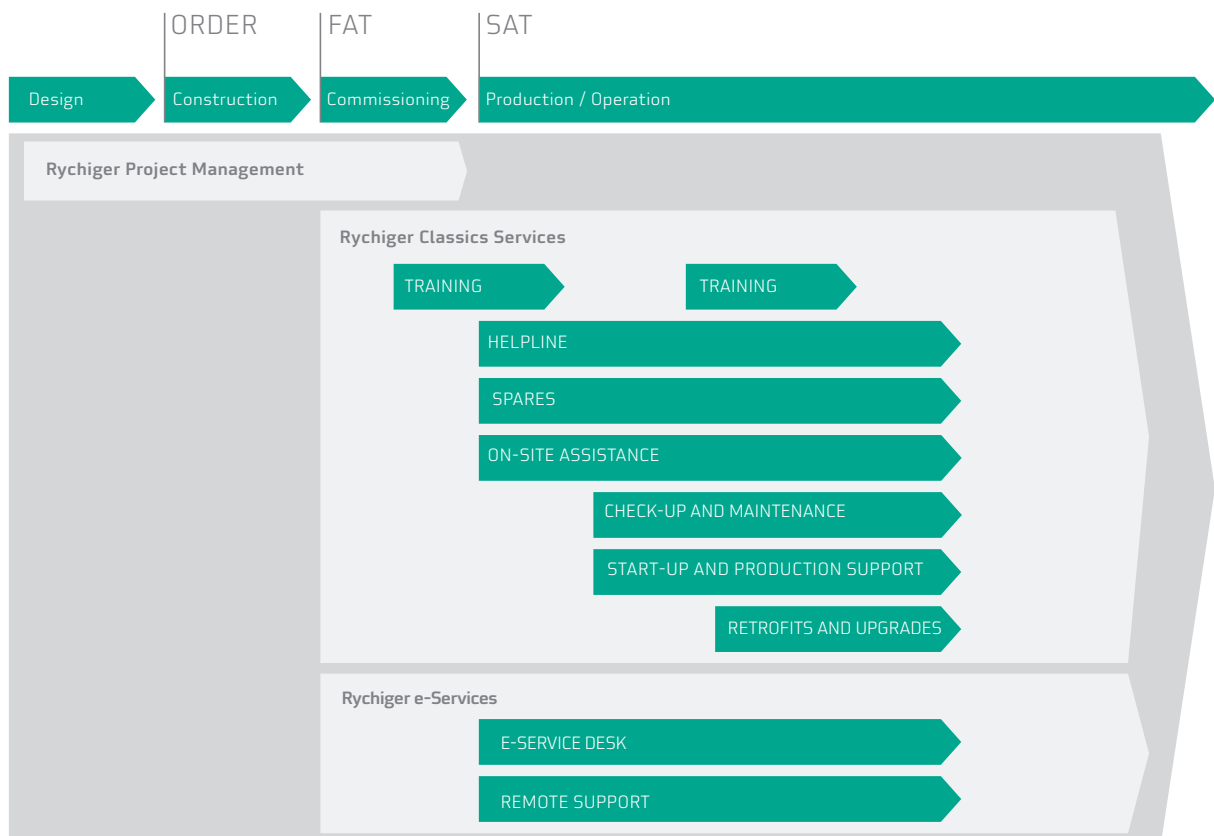 ORDER
FAT
SAT
Design
Construction
Commissioning
Production / Operation
Rychiger Project Management
Rychiger Classics Services
TRAINING
TRAINING
HELPLINE
SPARES
ON-SITE ASSISTANCE
CHECK-UP AND MAINTENANCE
START-UP AND PRODUCTION SUPPORT
RETROFITS AND UPGRADES
Rychiger e-Services
E-SERVICE DESK
REMOTE SUPPORT